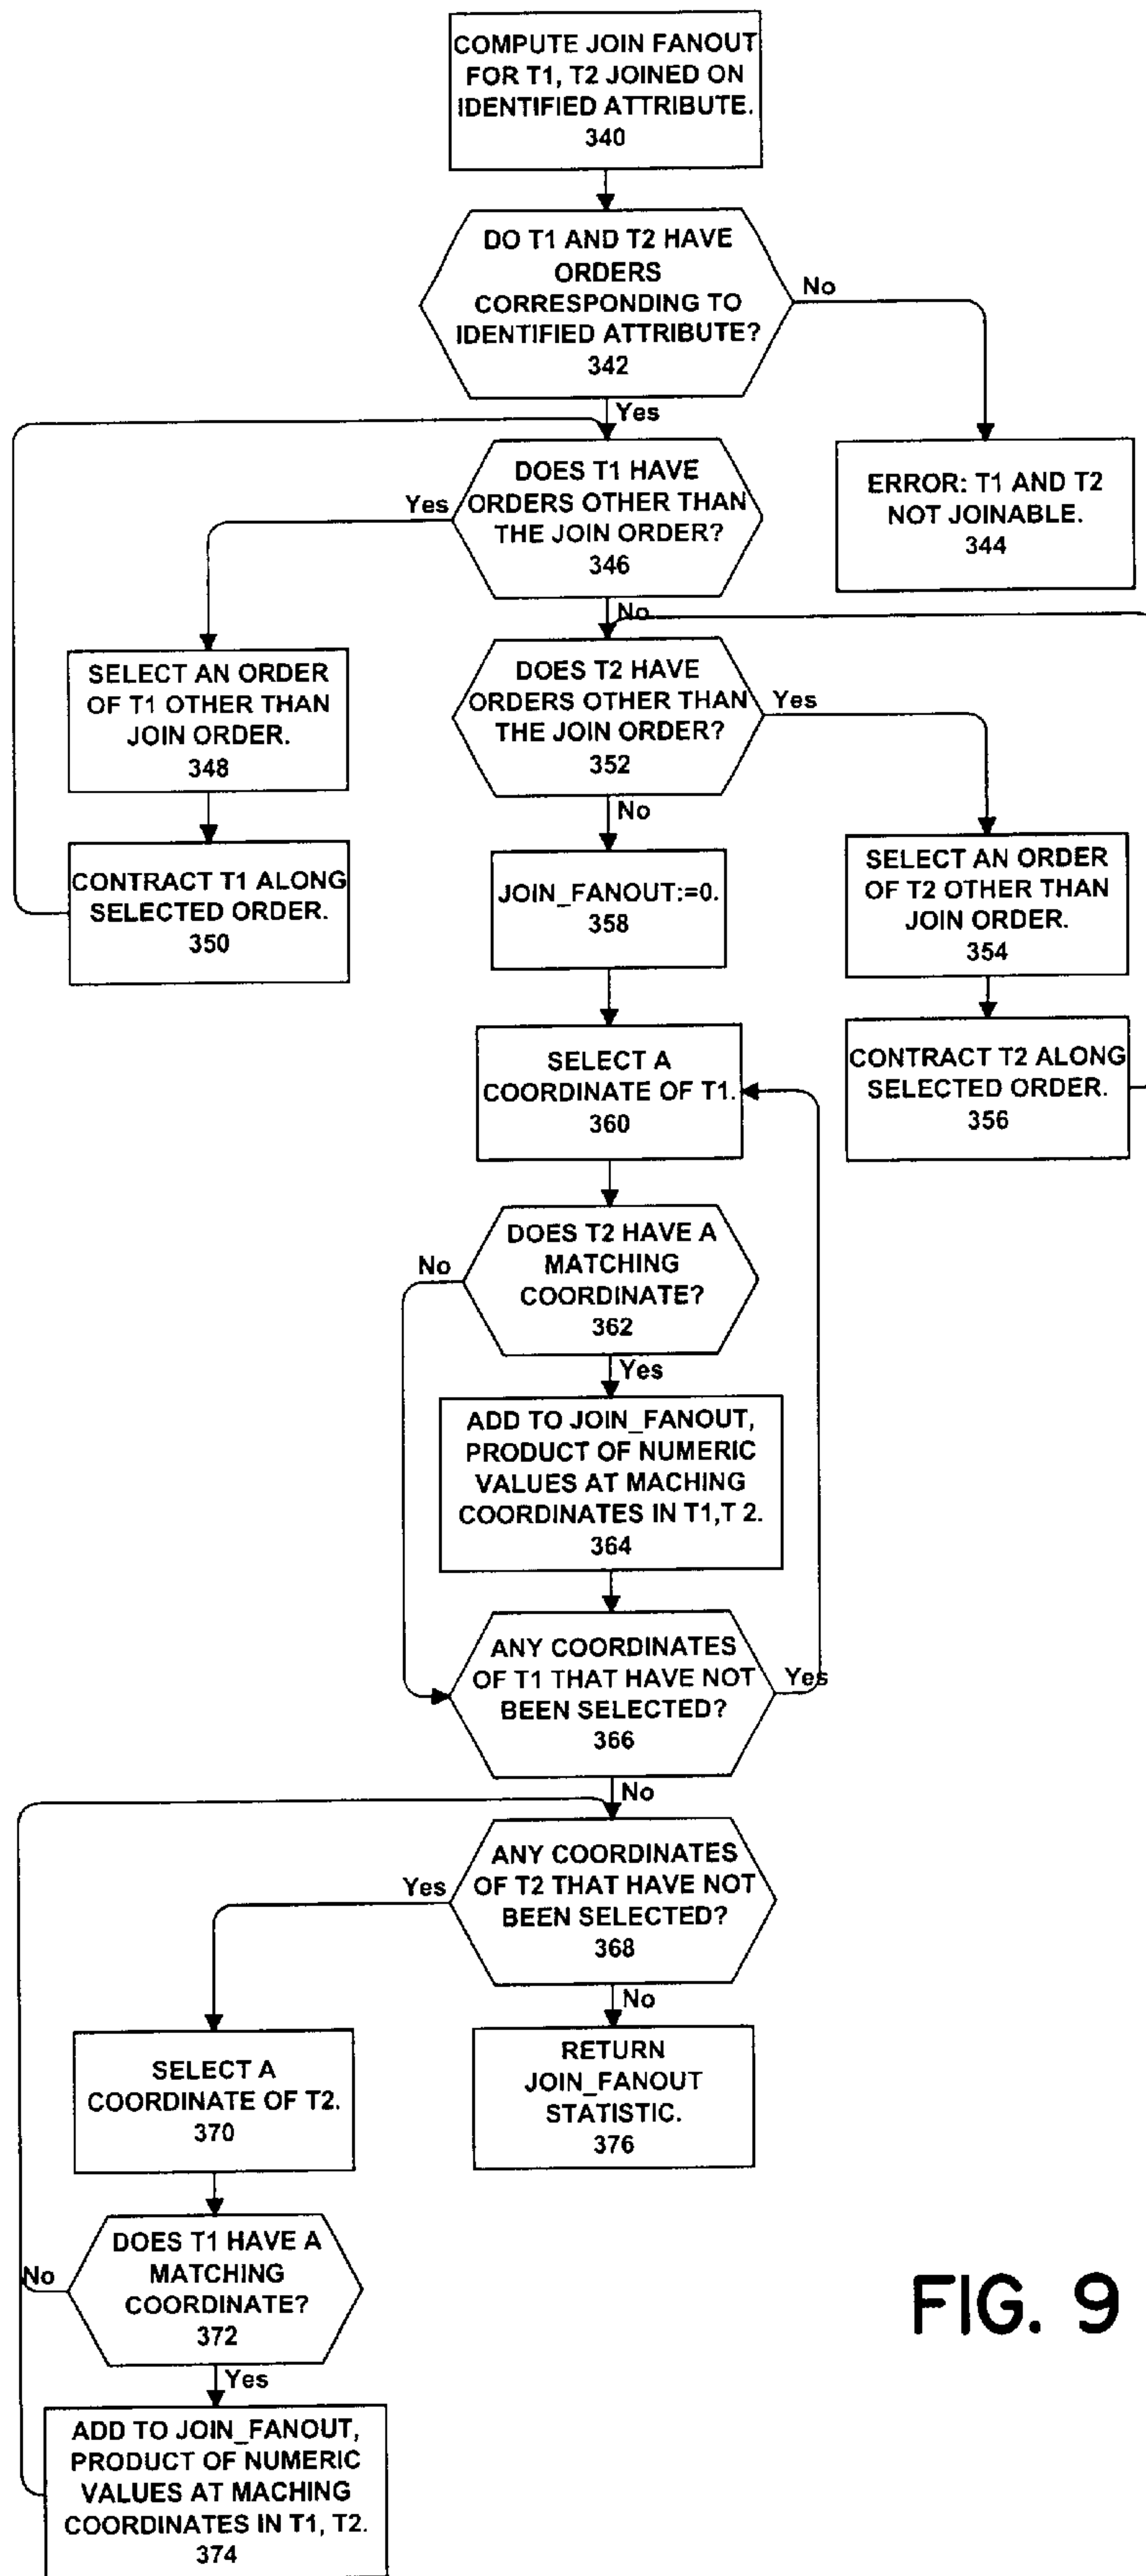 COMPUTE JOIN FANOUT
FOR T1, T2 JOINED ON
IDENTIFIED ATTRIBUTE.
340
DO T1 AND T2 HAVE
ORDERS
CORRESPONDING TO
IDENTIFIED ATTRIBUTE?
342
No
Yes
ERROR: T1 AND T2
NOT JOINABLE.
344
DOES T1 HAVE
ORDERS OTHER THAN
THE JOIN ORDER?
346
Yes
No
SELECT AN ORDER
OF T1 OTHER THAN
JOIN ORDER.
348
CONTRACT T1 ALONG
SELECTED ORDER.
350
DOES T2 HAVE
ORDERS OTHER THAN
THE JOIN ORDER?
352
Yes
No
SELECT AN ORDER
OF T2 OTHER THAN
JOIN ORDER.
354
CONTRACT T2 ALONG
SELECTED ORDER.
356
JOIN_FANOUT:=0.
358
SELECT A
COORDINATE OF T1.
360
DOES T2 HAVE A
MATCHING
COORDINATE?
362
No
Yes
ADD TO JOIN_FANOUT,
PRODUCT OF NUMERIC
VALUES AT MACHING
COORDINATES IN T1,T 2.
364
ANY COORDINATES
OF T1 THAT HAVE NOT
BEEN SELECTED?
366
Yes
No
ANY COORDINATES
OF T2 THAT HAVE NOT
BEEN SELECTED?
368
Yes
No
RETURN
JOIN_FANOUT
STATISTIC.
376
SELECT A
COORDINATE OF T2.
370
DOES T1 HAVE A
MATCHING
COORDINATE?
372
No
Yes
ADD TO JOIN_FANOUT,
PRODUCT OF NUMERIC
VALUES AT MACHING
COORDINATES IN T1, T2.
374
FIG. 9